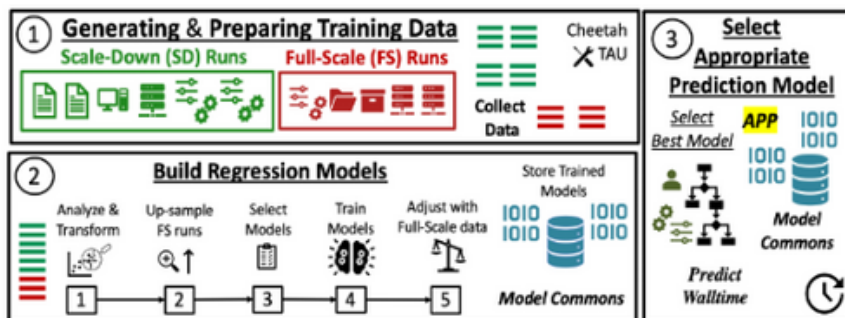 1 Generating & Preparing Training Data
Scale-Down (SD) Runs
Full-Scale (FS) Runs
Cheetah
TAU
Collect
Data
2 Build Regression Models
Analyze &
Transform
Up-sample
FS runs
Select
Models
Train
Models
Adjust with
Full-Scale data
1 2 3 4 5
Store Trained
Models
1010 1010
1010 1010
Model Commons
3 Select
Appropriate
Prediction Model
Select
Best Model
APP
1010
1010
1010
1010
Model
Commons
Predict
Walltime